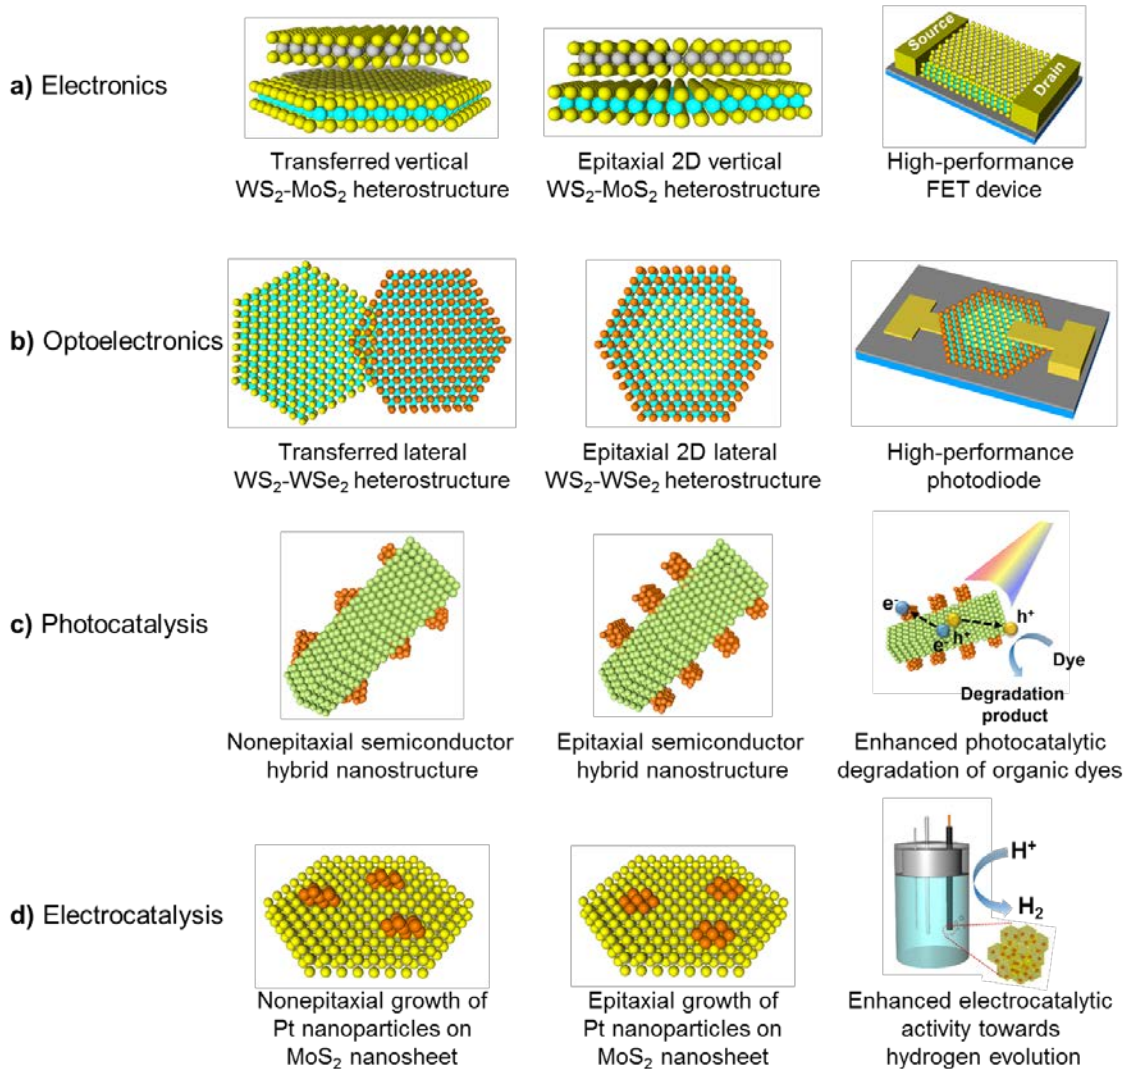 a) Electronics
Transferred vertical
WS₂-MoS₂ heterostructure
Epitaxial 2D vertical
WS₂-MoS₂ heterostructure
Source
Drain
High-performance
FET device
b) Optoelectronics
Transferred lateral
WS₂-WSe₂ heterostructure
Epitaxial 2D lateral
WS₂-WSe₂ heterostructure
High-performance
photodiode
c) Photocatalysis
Nonepitaxial semiconductor
hybrid nanostructure
Epitaxial semiconductor
hybrid nanostructure
e⁻
h⁺
e⁻
h⁺
Dye
Degradation
product
Enhanced photocatalytic
degradation of organic dyes
d) Electrocatalysis
Nonepitaxial growth of
Pt nanoparticles on
MoS₂ nanosheet
Epitaxial growth of
Pt nanoparticles on
MoS₂ nanosheet
H⁺
H₂
Enhanced electrocatalytic
activity towards
hydrogen evolution